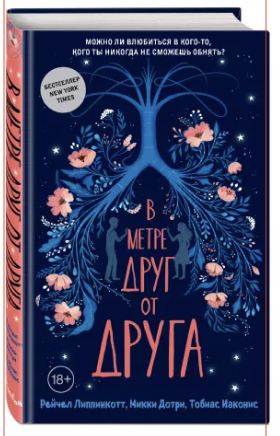 МОЖНО ЛИ ВЛЮБИТЬСЯ В КОГО-ТО,
КОГО ТЫ НИКОГДА НЕ СМОЖЕШЬ ОБНЯТЬ?
БЕСТСЕЛЛЕР
NEW YORK
TIMES
В
МЕТРЕ
ДРУГ
ОТ
ДРУГА
18+
Рейчел Липпинкотт, Микки Дотри, Тобиас Иаконис
В МЕТРЕ ДРУГ ОТ ДРУГА